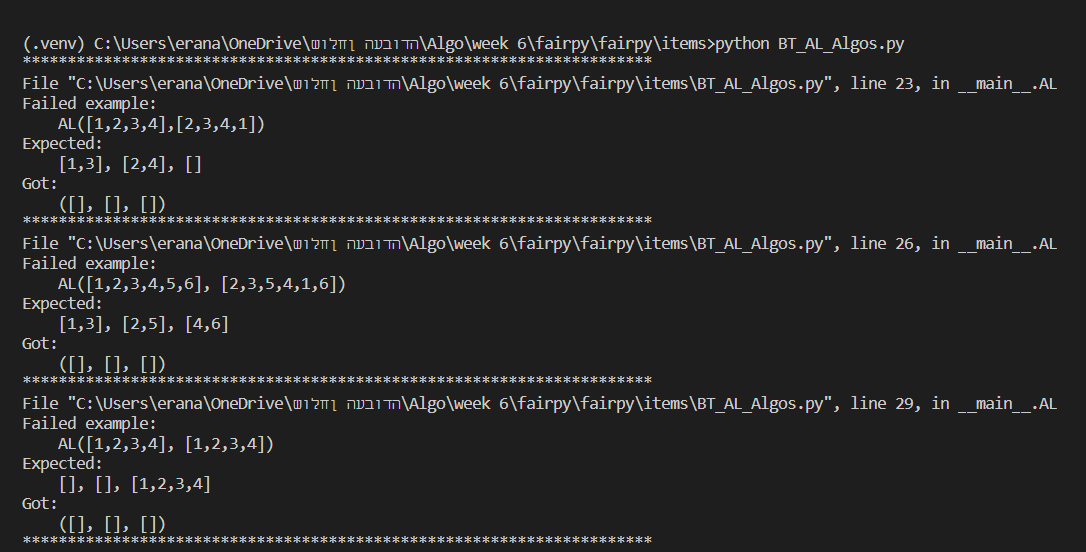 (.venv) C:\Users\erana\OneDrive\שולחן העבודה\Algo\week 6\fairpy\fairpy\items>python BT_AL_Algos.py
**********************************************************************
File "C:\Users\erana\OneDrive\שולחן העבודה\Algo\week 6\fairpy\fairpy\items\BT_AL_Algos.py", line 23, in __main__.AL
Failed example:
    AL([1,2,3,4],[2,3,4,1])
Expected:
    [1,3], [2,4], []
Got:
    ([], [], [])
**********************************************************************
File "C:\Users\erana\OneDrive\שולחן העבודה\Algo\week 6\fairpy\fairpy\items\BT_AL_Algos.py", line 26, in __main__.AL
Failed example:
    AL([1,2,3,4,5,6], [2,3,5,4,1,6])
Expected:
    [1,3], [2,5], [4,6]
Got:
    ([], [], [])
**********************************************************************
File "C:\Users\erana\OneDrive\שולחן העבודה\Algo\week 6\fairpy\fairpy\items\BT_AL_Algos.py", line 29, in __main__.AL
Failed example:
    AL([1,2,3,4], [1,2,3,4])
Expected:
    [], [], [1,2,3,4]
Got:
    ([], [], [])
**********************************************************************